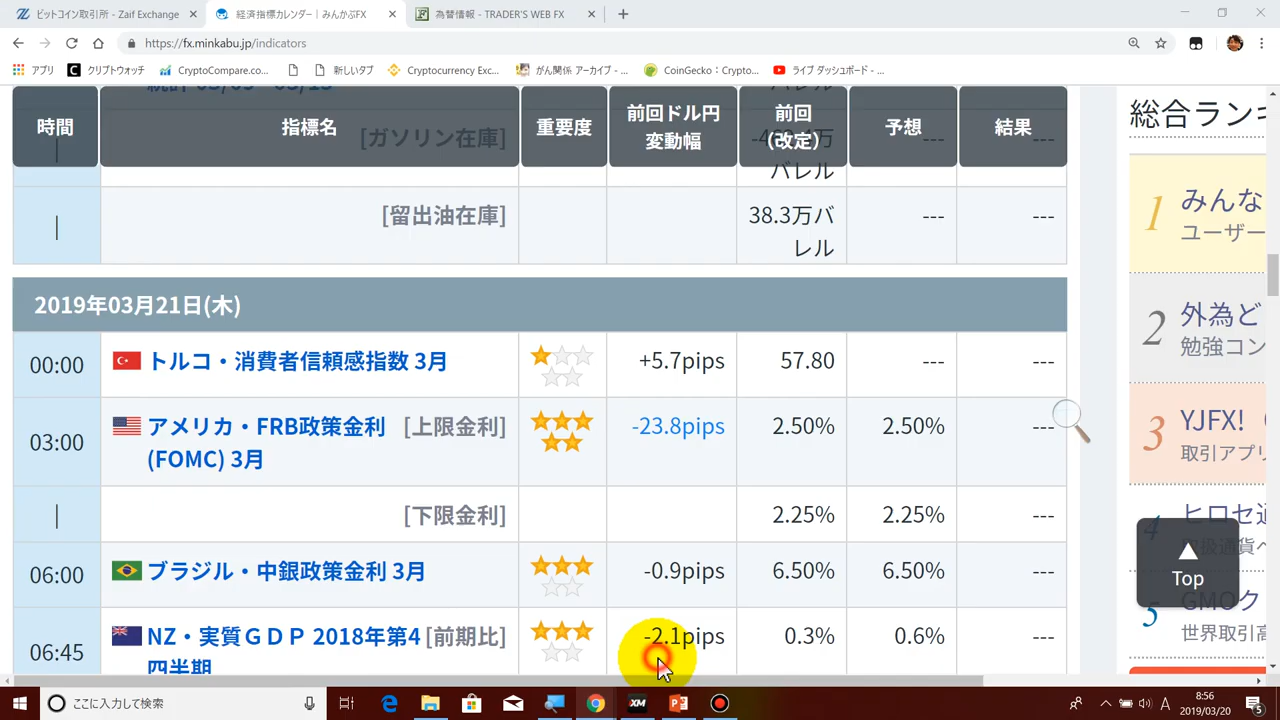 ビットコイン取引所 - Zaif Exchange
経済指標カレンダー｜みんかぶFX
為替情報 - TRADER'S WEB FX
https://fx.minkabu.jp/indicators
アプリ
クリプトウォッチ
CryptoCompare.co...
新しいタブ
Cryptocurrency Exc...
がん関係 アーカイブ - ...
CoinGecko：Crypto...
ライブ ダッシュボード - ...
時間
指標名
重要度
前回ドル円
変動幅
前回
(改定)
予想
結果
総合ラン
[ガソリン在庫]
バレル
---
---
[留出油在庫]
38.3万バ
レル
---
---
2019年03月21日(木)
00:00
トルコ・消費者信頼感指数 3月
+5.7pips
57.80
---
---
03:00
アメリカ・FRB政策金利
(FOMC) 3月
[上限金利]
-23.8pips
2.50%
2.50%
---
[下限金利]
2.25%
2.25%
---
06:00
ブラジル・中銀政策金利 3月
-0.9pips
6.50%
6.50%
---
06:45
NZ・実質ＧＤＰ 2018年第4
四半期
[前期比]
-2.1pips
0.3%
0.6%
---
1
みんな
ユーザー
2
外為ど
勉強コン
3
YJFX!
取引アプリ
4
ヒロセ通
Top
5
GMOク
世界取引高
ここに入力して検索
XM
A
8:56
2019/03/20
5